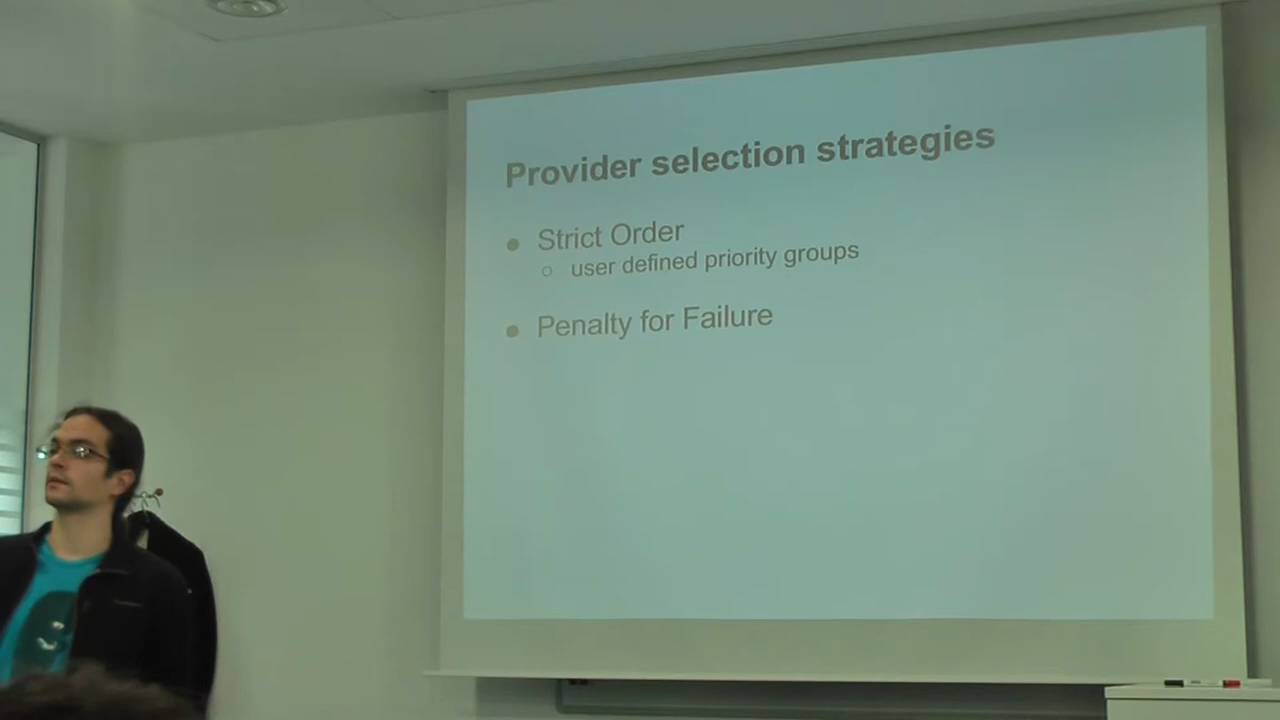 Provider selection strategies
Strict Order
user defined priority groups
Penalty for Failure